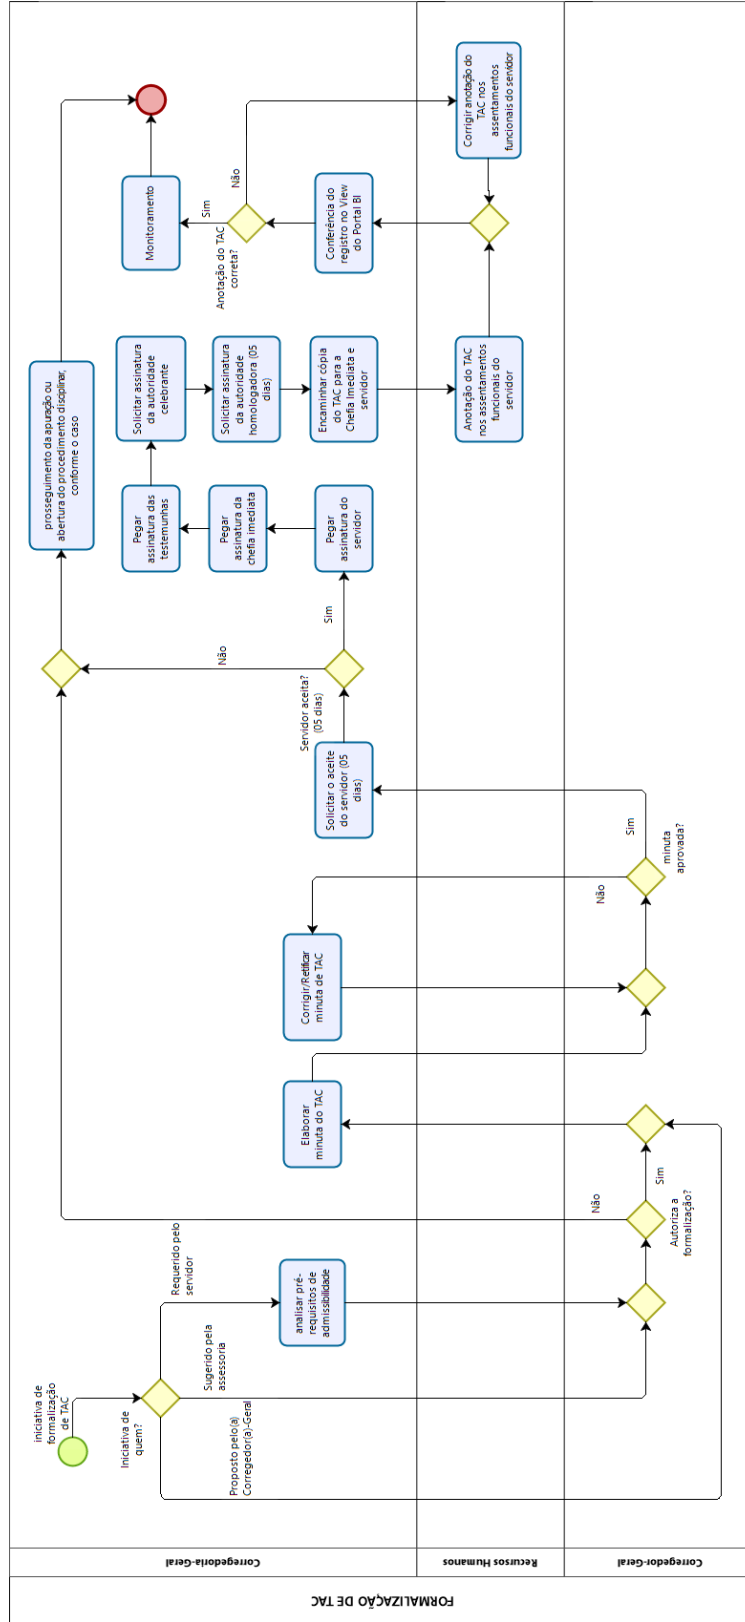 FORMALIZAÇÃO DE TAC
Corregedoria-Geral
Recursos Humanos
Corregedor-Geral
iniciativa de
formalização
de TAC
Iniciativa de
quem?
Requerido pelo
servidor
Sugerido pela
assessoria
Proposto pelo(a)
Corregedor(a)-Geral
analisar pré-
requisitos de
admissibilidade
Autoriza a
formalização?
Não
Sim
Elaborar
minuta do TAC
Corrigir/Retificar
minuta de TAC
minuta
aprovada?
Não
Sim
Solicitar o aceite
do servidor (05
dias)
Servidor aceita?
(05 dias)
Não
Sim
prosseguimento da apuração ou
abertura do procedimento disciplinar,
conforme o caso
Pegar
assinatura do
servidor
Pegar
assinatura da
chefia imediata
Pegar
assinatura das
testemunhas
Solicitar assinatura
da autoridade
celebrante
Solicitar assinatura
da autoridade
homologadora (05
dias)
Encaminhar cópia
do TAC para a
Chefia Imediata e
servidor
Anotação do TAC
nos assentamentos
funcionais do
servidor
Conferência do
registro no View
do Portal BI
Anotação do TAC
correta?
Sim
Não
Monitoramento
Corrigir anotação do
TAC nos
assentamentos
funcionais do servidor